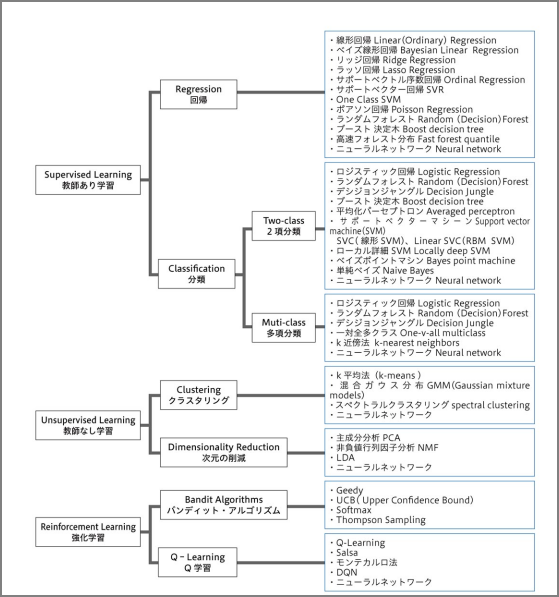 Supervised Learning
教師あり学習
Regression
回帰
・線形回帰 Linear(Ordinary) Regression
・ベイズ線形回帰 Bayesian Linear Regression
・リッジ回帰 Ridge Regression
・ラッソ回帰 Lasso Regression
・サポートベクトル序数回帰 Ordinal Regression
・サポートベクター回帰 SVR
・One Class SVM
・ポアソン回帰 Poisson Regression
・ランダムフォレスト Random (Decision)Forest
・ブースト 決定木 Boost decision tree
・高速フォレスト分布 Fast forest quantile
・ニューラルネットワーク Neural network
Classification
分類
Two-class
2 項分類
・ロジスティック回帰 Logistic Regression
・ランダムフォレスト Random (Decision)Forest
・デシジョンジャングル Decision Jungle
・ブースト 決定木 Boost decision tree
・平均化パーセプトロン Averaged perceptron
・サポートベクターマシーン Support vector
machine(SVM)
SVC( 線形 SVM)、Linear SVC(RBM SVM)
・ローカル詳細 SVM Locally deep SVM
・ベイズポイントマシン Bayes point machine
・単純ベイズ Naive Bayes
・ニューラルネットワーク Neural network
Muti-class
多項分類
・ロジスティック回帰 Logistic Regression
・ランダムフォレスト Random (Decision)Forest
・デシジョンジャングル Decision Jungle
・一対全多クラス One-v-all multiclass
・k 近傍法 k-nearest neighbors
・ニューラルネットワーク Neural network
Unsupervised Learning
教師なし学習
Clustering
クラスタリング
・k 平均法（k-means )
・混合ガウス分布 GMM(Gaussian mixture
models)
・スペクトラルクラスタリング spectral clustering
・ニューラルネットワーク
Dimensionality Reduction
次元の削減
・主成分分析 PCA
・非負値行列因子分析 NMF
・LDA
・ニューラルネットワーク
Reinforcement Learning
強化学習
Bandit Algorithms
バンディット・アルゴリズム
・Geedy
・UCB( Upper Confidence Bound)
・Softmax
・Thompson Sampling
Q − Learning
Q 学習
・Q-Learning
・Salsa
・モンテカルロ法
・DQN
・ニューラルネットワーク